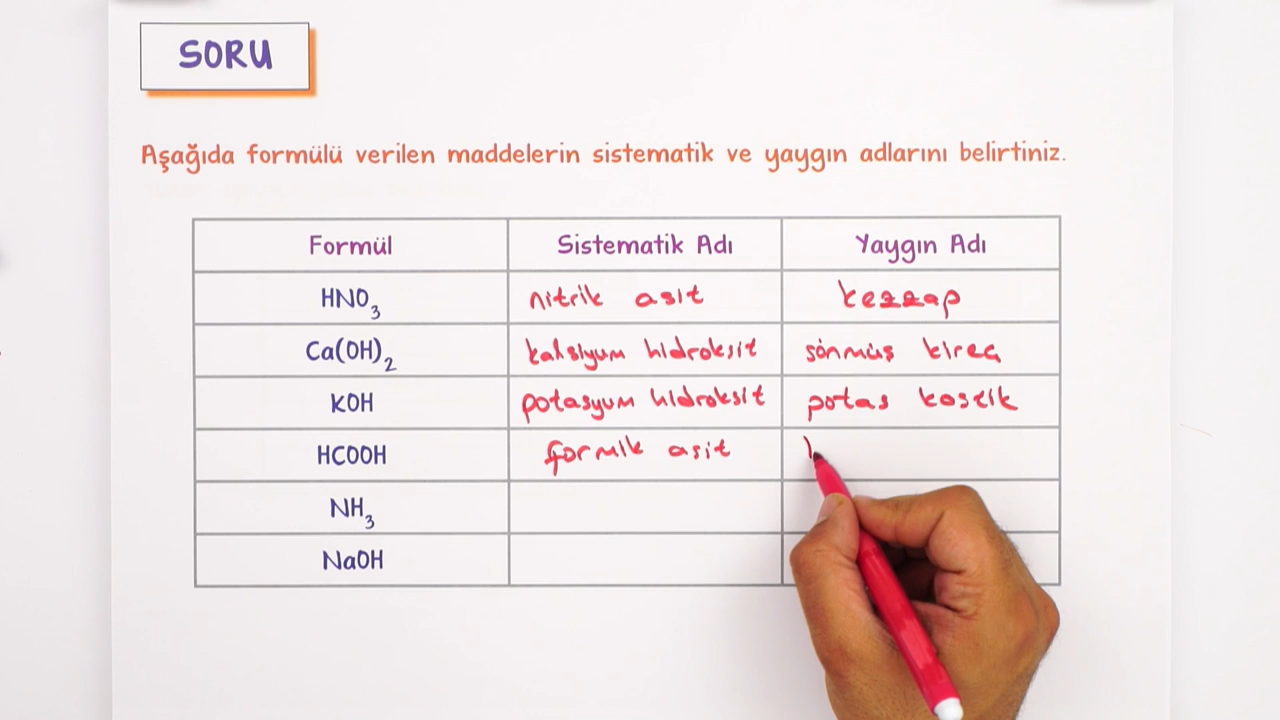 SORU
Aşağıda formülü verilen maddelerin sistematik ve yaygın adlarını belirtiniz.
Formül Sistematik Adı Yaygın Adı
HNO₃ nitrik asit kezzap
Ca(OH)₂ kalsiyum hidroksit sönmüş kireç
KOH potasyum hidroksit potas kostik
HCOOH formik asit
NH₃
NaOH